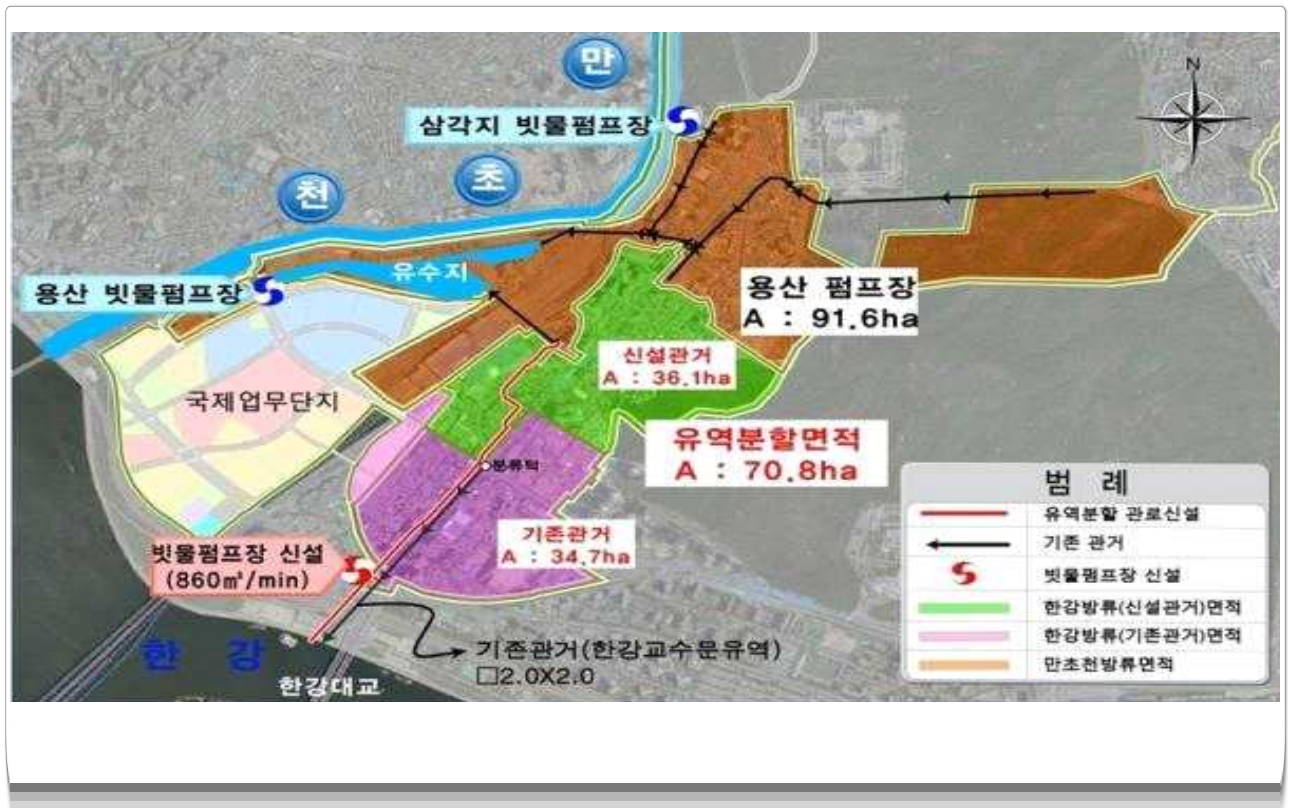 만
N
삼각지 빗물펌프장
초
천
유수지
용산 빗물펌프장
용산 펌프장
A : 91.6ha
신설관거
A : 36.1ha
국제업무단지
유역분할면적
A : 70.8ha
분류턱
기존관거
A : 34.7ha
빗물펌프장 신설
(860㎥/min)
한 강
한강대교
기존관거(한강교수문유역)
□2.0X2.0
범 례
유역분할 관로신설
기존 관거
빗물펌프장 신설
한강방류(신설관거)면적
한강방류(기존관거)면적
만초천방류면적